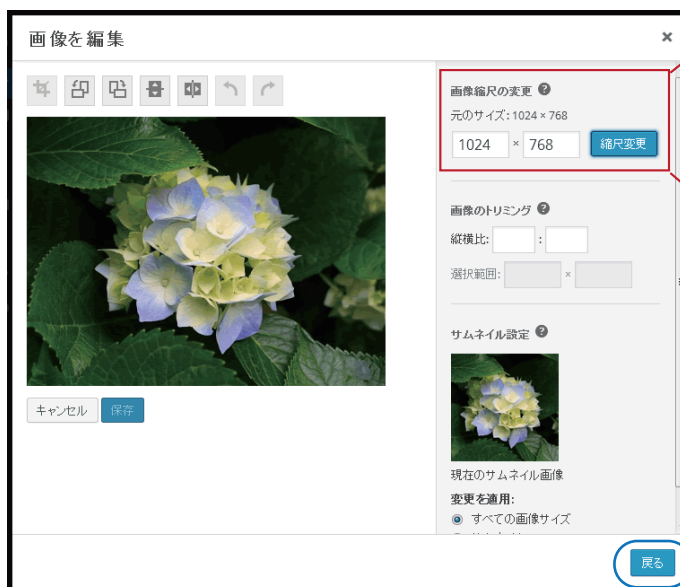 画像を編集
×
画像縮尺の変更 ?
元のサイズ: 1024 × 768
1024 × 768 縮尺変更
画像のトリミング ?
縦横比: :
選択範囲: ×
サムネイル設定 ?
キャンセル 保存
現在のサムネイル画像
変更を適用:
すべての画像サイズ
戻る